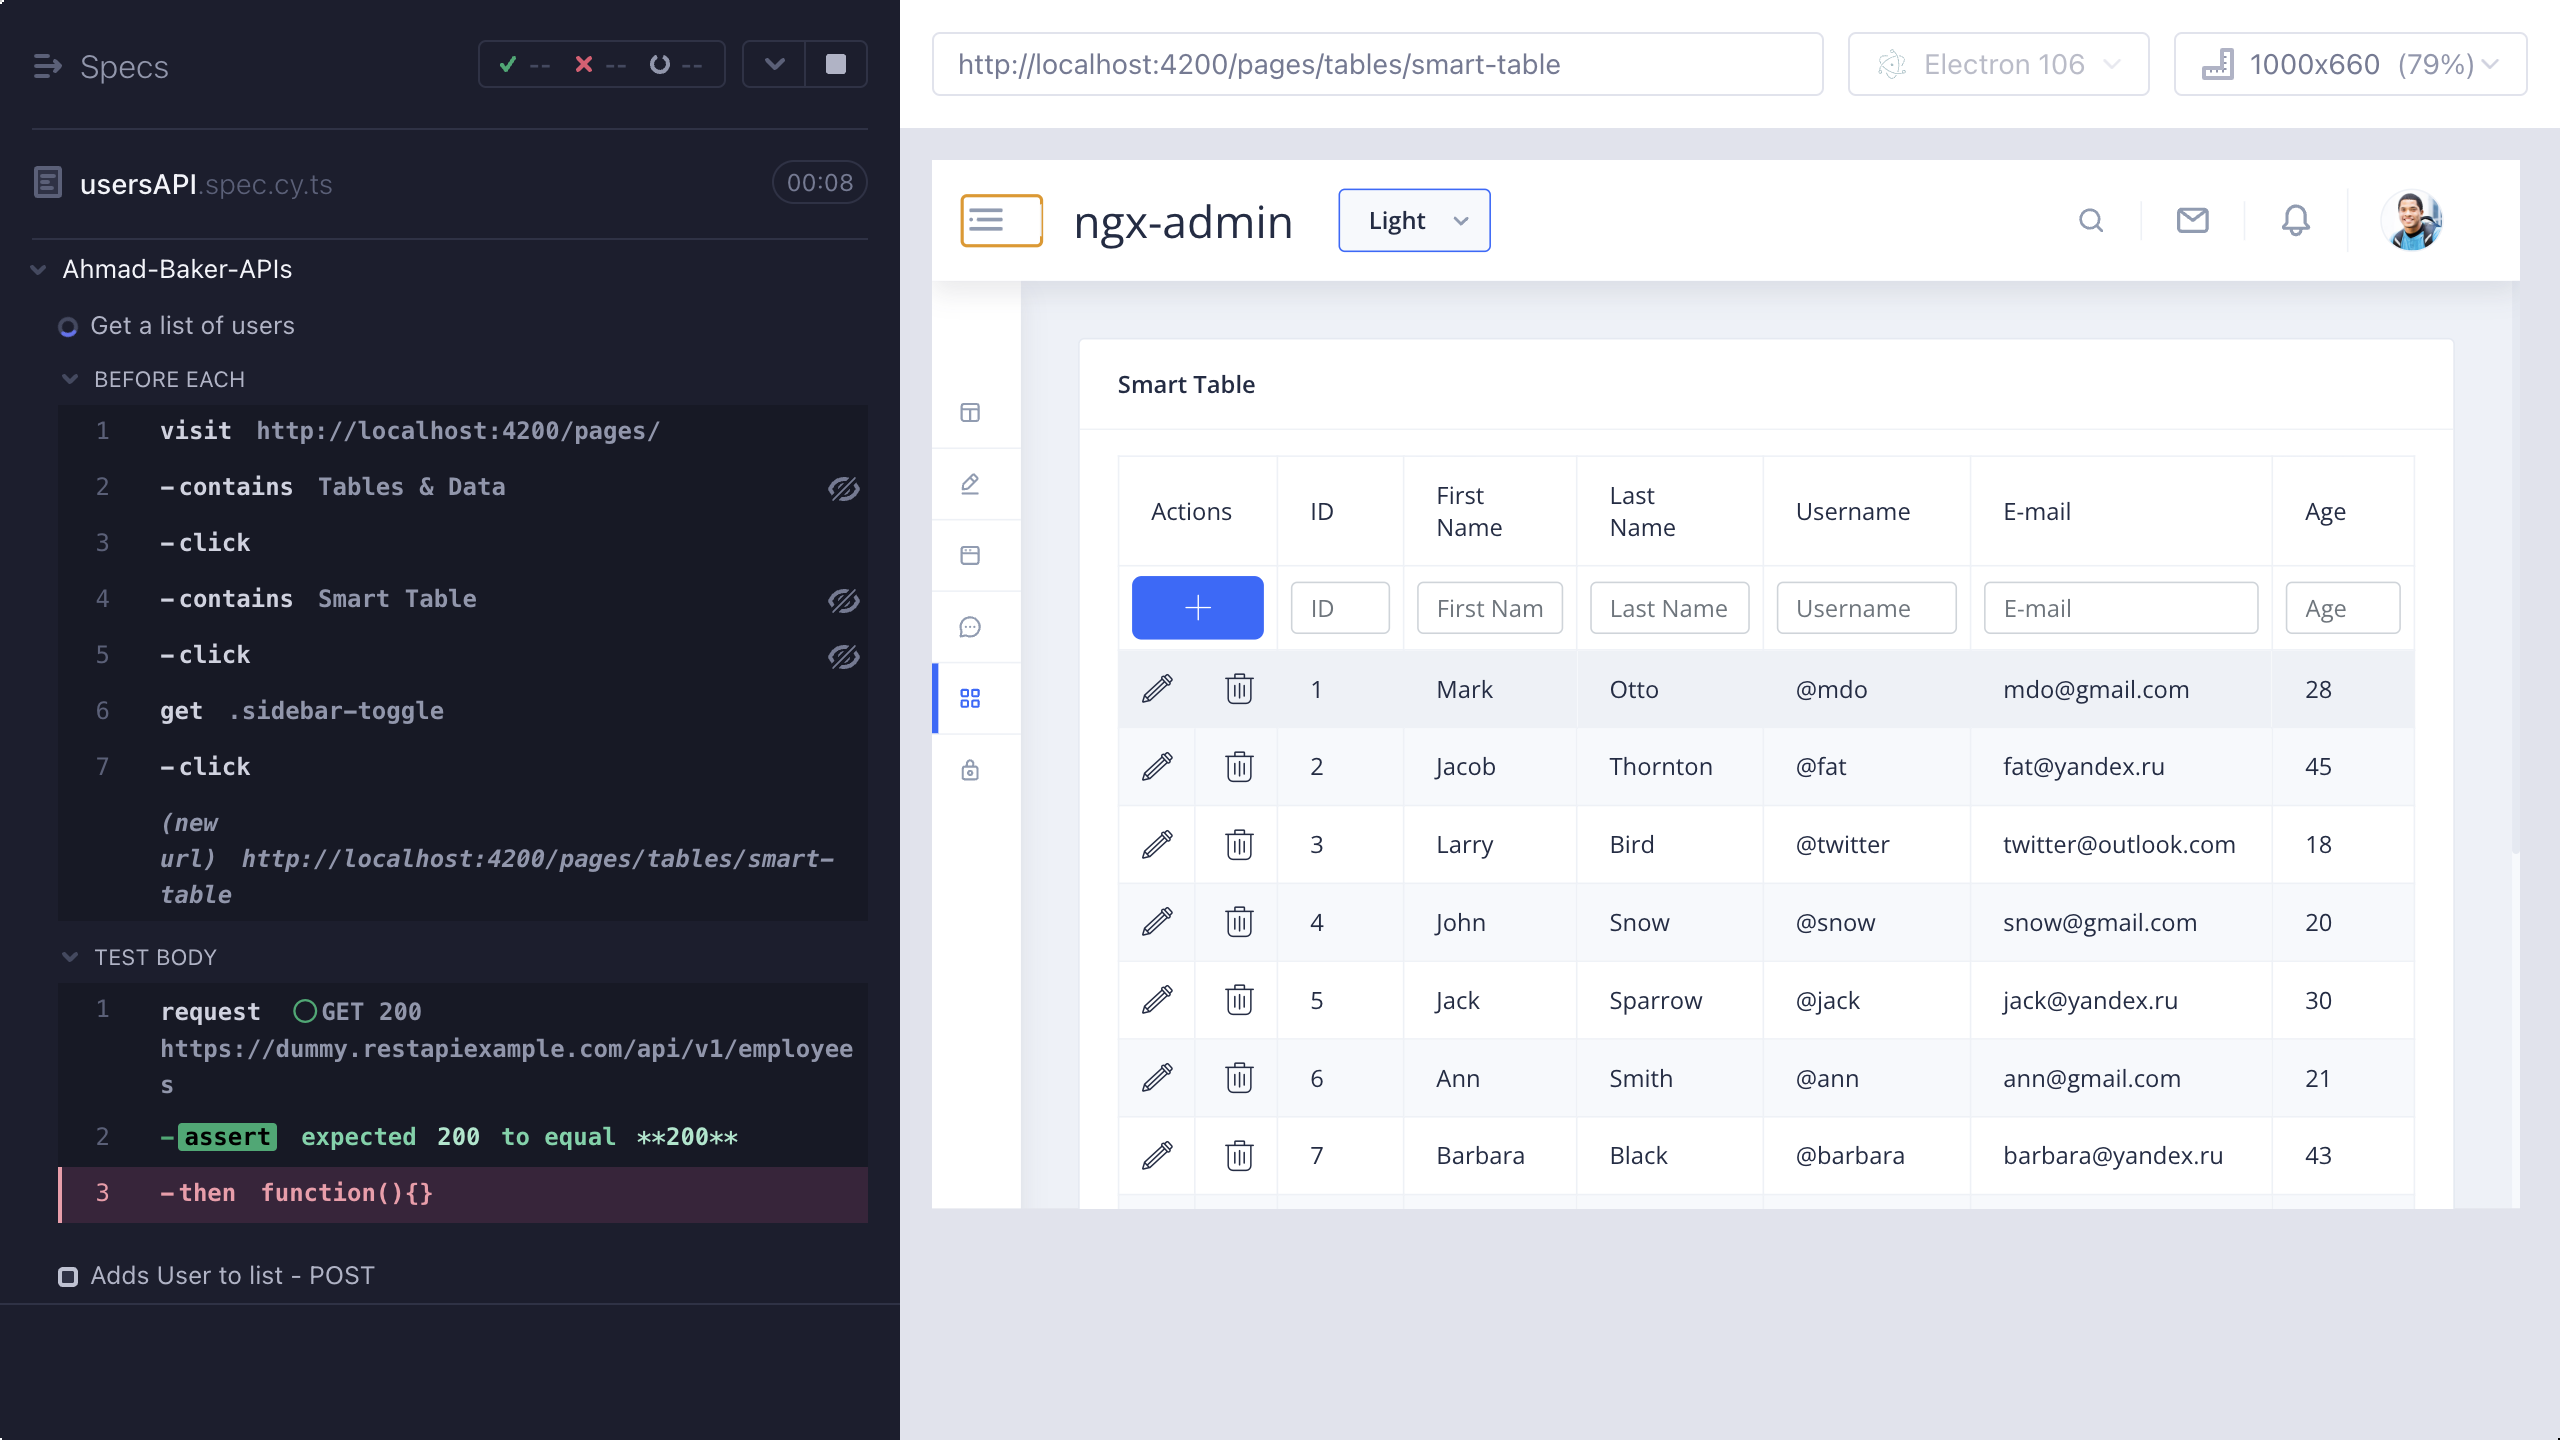 Specs
-- -- --
usersAPI.spec.cy.ts
00:08
Ahmad-Baker-APIs
Get a list of users
BEFORE EACH
1 visit http://localhost:4200/pages/
2 -contains Tables & Data
3 -click
4 -contains Smart Table
5 -click
6 get .sidebar-toggle
7 -click
(new
url) http://localhost:4200/pages/tables/smart-
table
TEST BODY
1 request GET 200
https://dummy.restapiexample.com/api/v1/employee
s
2 -assert expected 200 to equal **200**
3 -then function(){}
Adds User to list - POST
http://localhost:4200/pages/tables/smart-table
Electron 106
1000x660 (79%)
ngx-admin
Light
Smart Table
Actions ID First Name Last Name Username E-mail Age
ID First Nam Last Name Username E-mail Age
1 Mark Otto @mdo mdo@gmail.com 28
2 Jacob Thornton @fat fat@yandex.ru 45
3 Larry Bird @twitter twitter@outlook.com 18
4 John Snow @snow snow@gmail.com 20
5 Jack Sparrow @jack jack@yandex.ru 30
6 Ann Smith @ann ann@gmail.com 21
7 Barbara Black @barbara barbara@yandex.ru 43